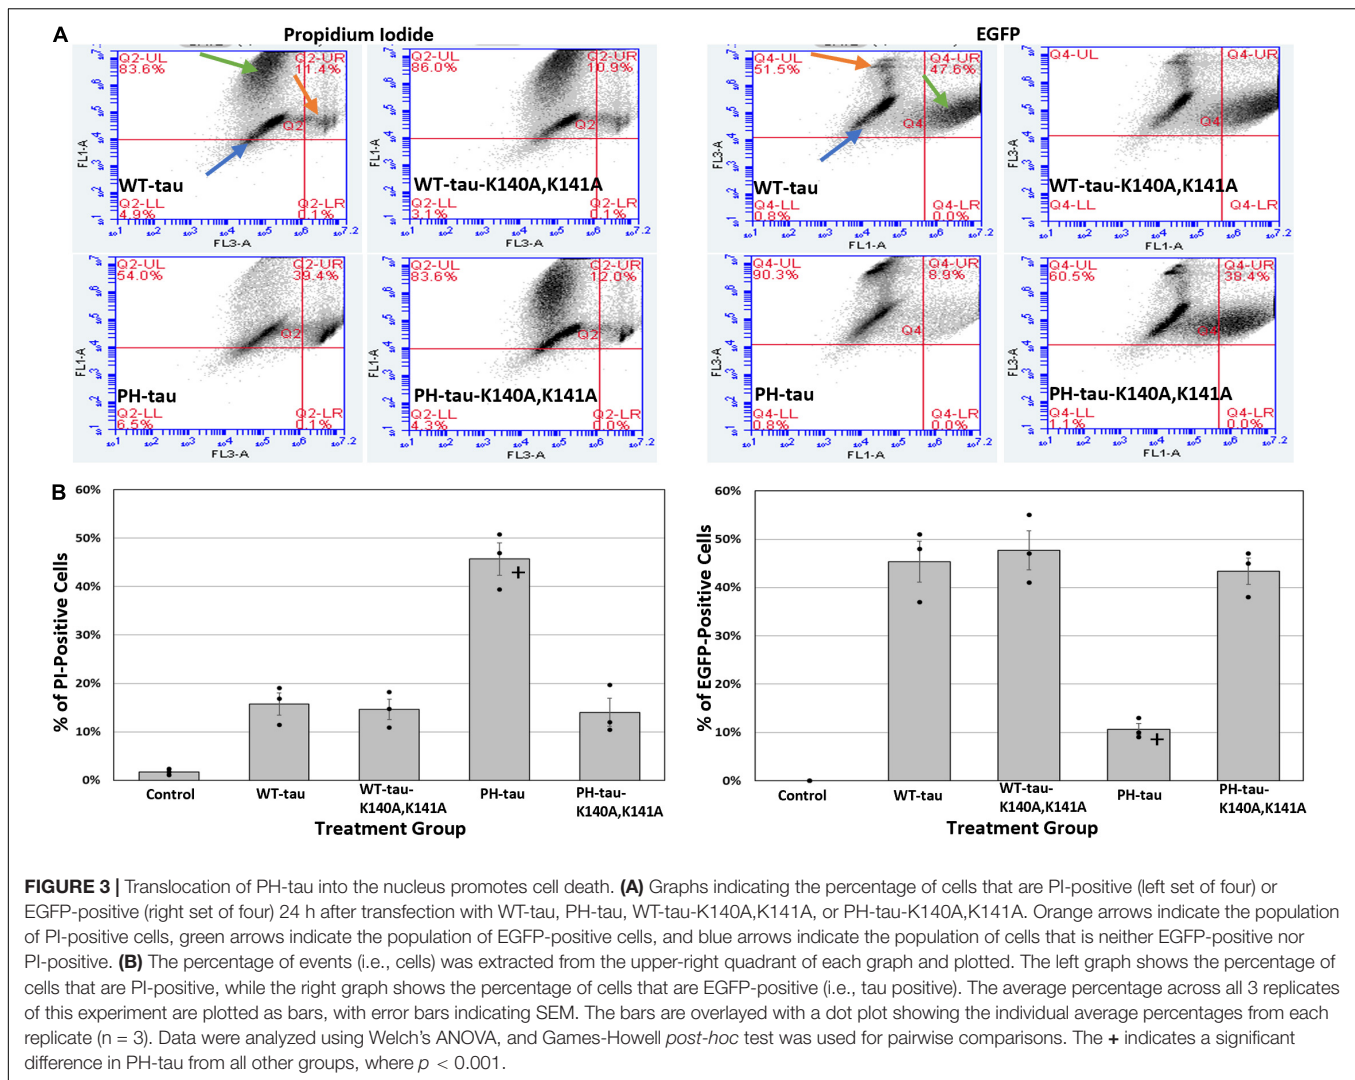 A
Propidium Iodide
EGFP
Q2-UL
83.6%
Q2-UR
11.4%
Q2
WT-tau
Q2-LL
4.9%
Q2-LR
0.1%
FL1-A
FL3-A
Q2-UL
86.0%
Q2-UR
10.9%
Q2
WT-tau-K140A,K141A
Q2-LL
3.1%
Q2-LR
0.1%
FL3-A
Q4-UL
51.5%
Q4-UR
47.6%
Q4
WT-tau
Q4-LL
0.8%
Q4-LR
0.0%
FL3-A
FL1-A
Q4-UL
Q4-UR
Q4
WT-tau-K140A,K141A
Q4-LL
Q4-LR
FL3-A
FL1-A
Q2-UL
54.0%
Q2-UR
39.4%
Q2
PH-tau
Q2-LL
6.5%
Q2-LR
0.1%
FL1-A
FL3-A
Q2-UL
83.6%
Q2-UR
12.0%
Q2
PH-tau-K140A,K141A
Q2-LL
4.3%
Q2-LR
0.0%
FL3-A
Q4-UL
90.3%
Q4-UR
8.9%
Q4
PH-tau
Q4-LL
0.8%
Q4-LR
0.0%
FL3-A
FL1-A
Q4-UL
60.5%
Q4-UR
38.4%
Q4
PH-tau-K140A,K141A
Q4-LL
1.1%
Q4-LR
0.0%
FL3-A
FL1-A
B
% of PI-Positive Cells
60%
50%
40%
30%
20%
10%
0%
+
Control
WT-tau
WT-tau-
K140A,K141A
PH-tau
PH-tau-
K140A,K141A
Treatment Group
% of EGFP-Positive Cells
60%
50%
40%
30%
20%
10%
0%
+
Control
WT-tau
WT-tau-
K140A,K141A
PH-tau
PH-tau-
K140A,K141A
Treatment Group
FIGURE 3 | Translocation of PH-tau into the nucleus promotes cell death. (A) Graphs indicating the percentage of cells that are PI-positive (left set of four) or
EGFP-positive (right set of four) 24 h after transfection with WT-tau, PH-tau, WT-tau-K140A,K141A, or PH-tau-K140A,K141A. Orange arrows indicate the population
of PI-positive cells, green arrows indicate the population of EGFP-positive cells, and blue arrows indicate the population of cells that is neither EGFP-positive nor
PI-positive. (B) The percentage of events (i.e., cells) was extracted from the upper-right quadrant of each graph and plotted. The left graph shows the percentage of
cells that are PI-positive, while the right graph shows the percentage of cells that are EGFP-positive (i.e., tau positive). The average percentage across all 3 replicates
of this experiment are plotted as bars, with error bars indicating SEM. The bars are overlayed with a dot plot showing the individual average percentages from each
replicate (n = 3). Data were analyzed using Welch's ANOVA, and Games-Howell post-hoc test was used for pairwise comparisons. The + indicates a significant
difference in PH-tau from all other groups, where p < 0.001.